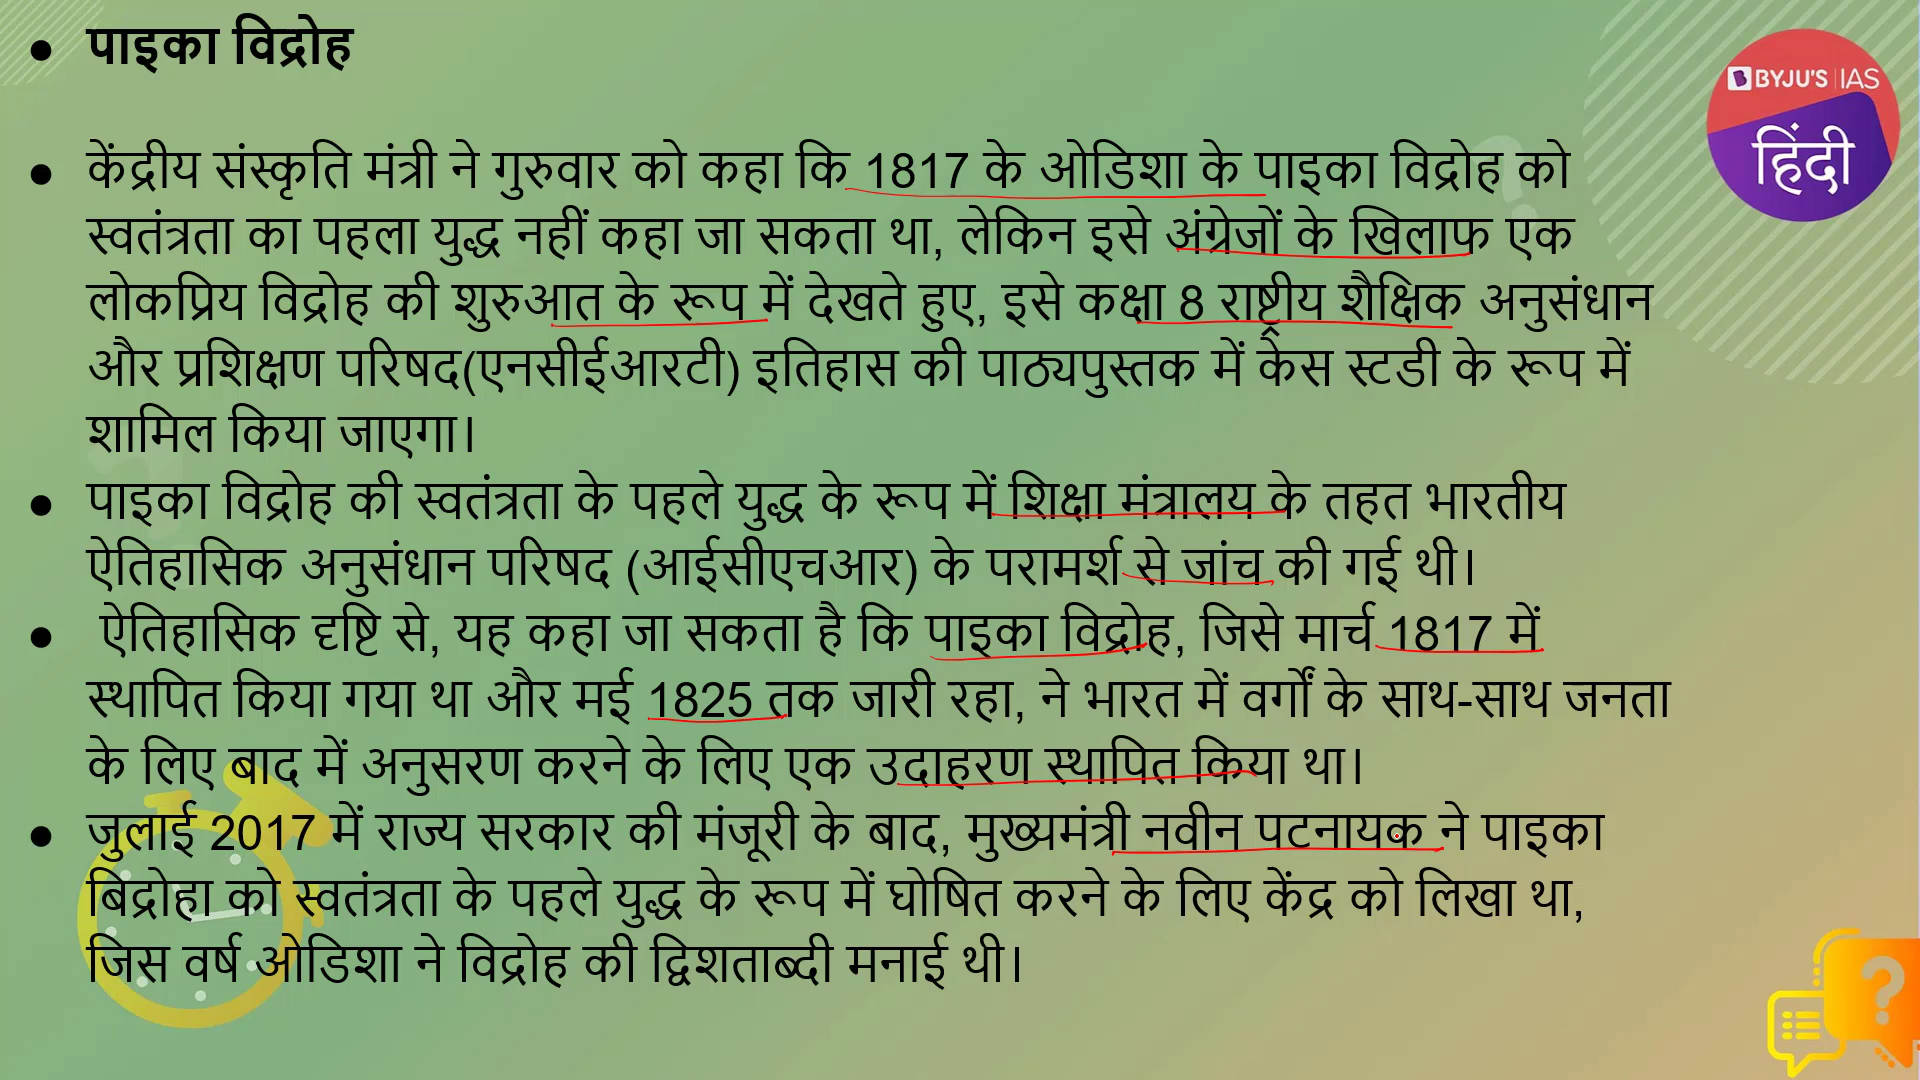 ● पाइका विद्रोह
BYJU'S IAS
हिंदी
● केंद्रीय संस्कृति मंत्री ने गुरुवार को कहा कि 1817 के ओडिशा के पाइका विद्रोह को
स्वतंत्रता का पहला युद्ध नहीं कहा जा सकता था, लेकिन इसे अंग्रेजों के खिलाफ एक
लोकप्रिय विद्रोह की शुरुआत के रूप में देखते हुए, इसे कक्षा 8 राष्ट्रीय शैक्षिक अनुसंधान
और प्रशिक्षण परिषद(एनसीईआरटी) इतिहास की पाठ्यपुस्तक में केस स्टडी के रूप में
शामिल किया जाएगा।
● पाइका विद्रोह की स्वतंत्रता के पहले युद्ध के रूप में शिक्षा मंत्रालय के तहत भारतीय
ऐतिहासिक अनुसंधान परिषद (आईसीएचआर) के परामर्श से जांच की गई थी।
● ऐतिहासिक दृष्टि से, यह कहा जा सकता है कि पाइका विद्रोह, जिसे मार्च 1817 में
स्थापित किया गया था और मई 1825 तक जारी रहा, ने भारत में वर्गों के साथ-साथ जनता
के लिए बाद में अनुसरण करने के लिए एक उदाहरण स्थापित किया था।
● जुलाई 2017 में राज्य सरकार की मंजूरी के बाद, मुख्यमंत्री नवीन पटनायक ने पाइका
बिद्रोहा को स्वतंत्रता के पहले युद्ध के रूप में घोषित करने के लिए केंद्र को लिखा था,
जिस वर्ष ओडिशा ने विद्रोह की द्विशताब्दी मनाई थी।